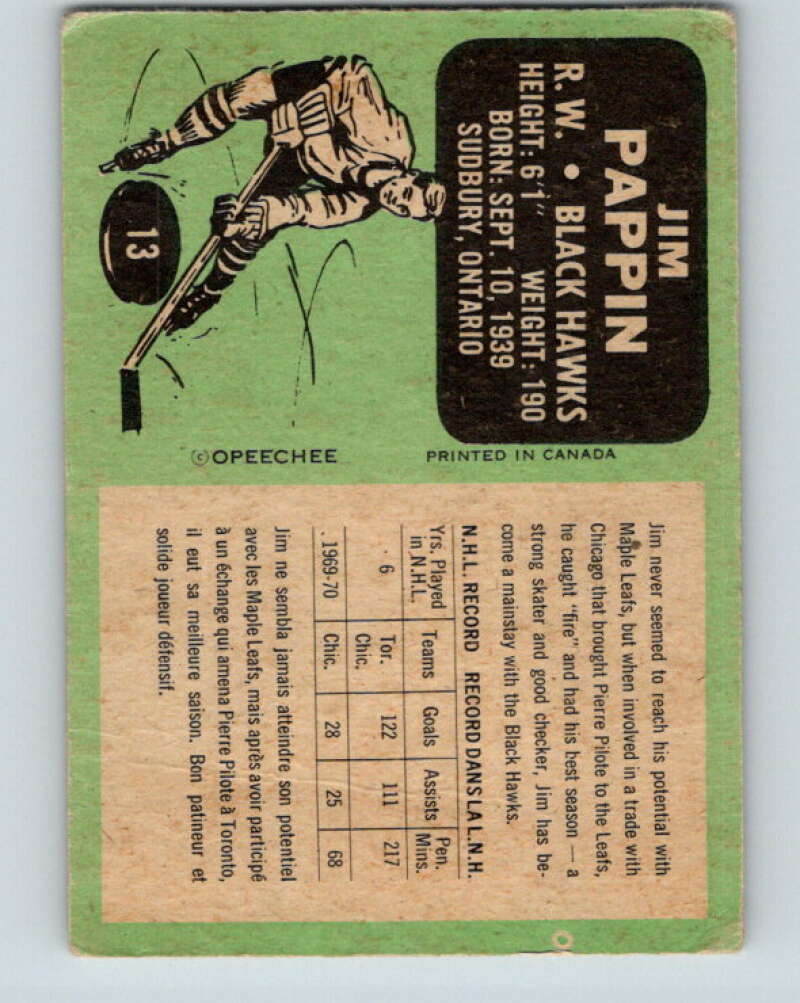 JIM
PAPPIN
R.W. • BLACK HAWKS
HEIGHT: 6'1" WEIGHT: 190
BORN: SEPT. 10, 1939
SUDBURY, ONTARIO
13
© OPEECHEE
PRINTED IN CANADA
Jim never seemed to reach his potential with
Maple Leafs, but when involved in a trade with
Chicago that brought Pierre Pilote to the Leafs,
he caught "fire" and had his best season — a
strong skater and good checker, Jim has be-
come a mainstay with the Black Hawks.
N.H.L. RECORD RECORD DANS LA L.N.H.
Yrs. Played in N.H.L. Teams Goals Assists Pen. Mins.
6 Tor. Chic. 122 111 217
1969-70 Chic. 28 25 68
Jim ne sembla jamais atteindre son potentiel
avec les Maple Leafs, mais après avoir participé
à un échange qui amena Pierre Pilote à Toronto,
il eut sa meilleure saison. Bon patineur et
solide joueur défensif.